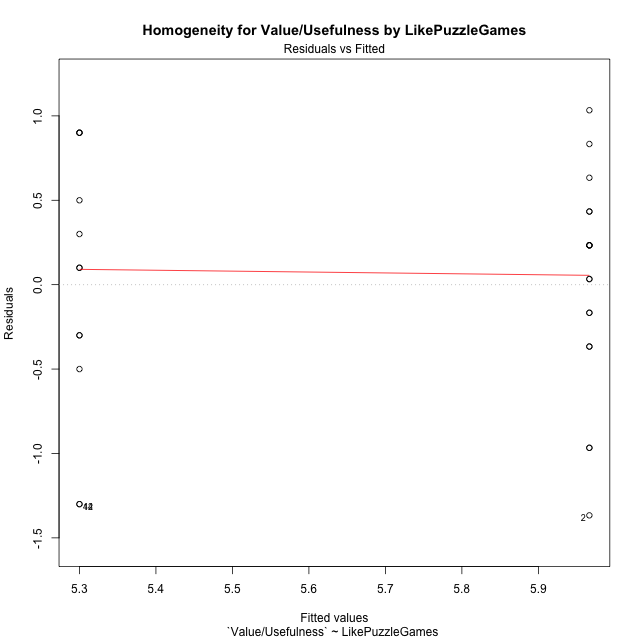 Homogeneity for Value/Usefulness by LikePuzzleGames
Residuals vs Fitted
1.0
0.5
0.0
-0.5
-1.0
-1.5
Residuals
2
5.3 5.4 5.5 5.6 5.7 5.8 5.9
Fitted values
`Value/Usefulness` ~ LikePuzzleGames